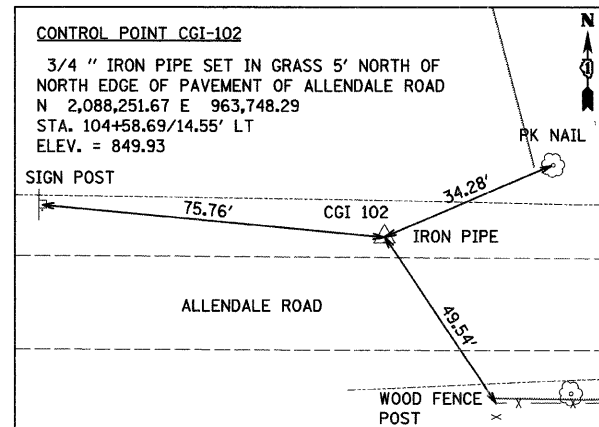 CONTROL POINT CGI-102
3/4 " IRON PIPE SET IN GRASS 5' NORTH OF
NORTH EDGE OF PAVEMENT OF ALLENDALE ROAD
N 2,088,251.67 E 963,748.29
STA. 104+58.69/14.55' LT
ELEV. = 849.93
N
PK NAIL
SIGN POST
75.76'
CGI 102
34.28'
IRON PIPE
ALLENDALE ROAD
49.54'
WOOD FENCE
POST